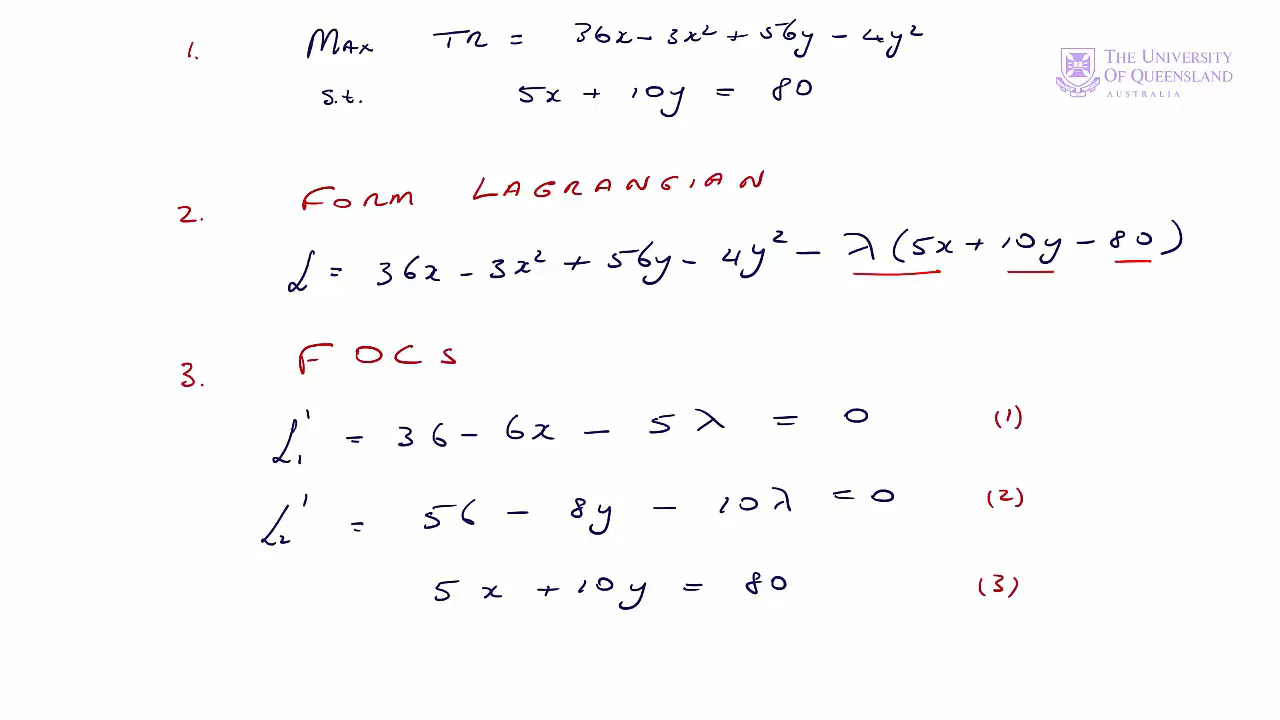 1. MAX TR = 36x - 3x² + 56y - 4y²
THE UNIVERSITY
OF QUEENSLAND
AUSTRALIA
s.t. 5x + 10y = 80
2. FORM LAGRANGIAN
ℒ = 36x - 3x² + 56y - 4y² - λ(5x + 10y - 80)
3. FOCS
ℒ₁' = 36 - 6x - 5λ = 0 (1)
ℒ₂' = 56 - 8y - 10λ = 0 (2)
5x + 10y = 80 (3)